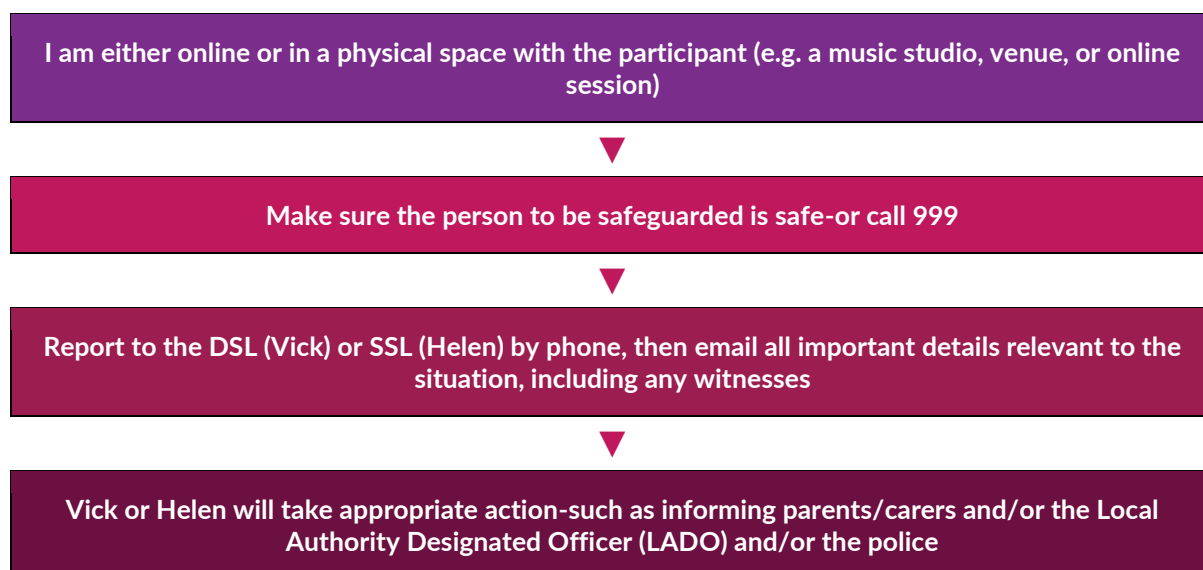 I am either online or in a physical space with the participant (e.g. a music studio, venue, or online
session)
Make sure the person to be safeguarded is safe-or call 999
Report to the DSL (Vick) or SSL (Helen) by phone, then email all important details relevant to the
situation, including any witnesses
Vick or Helen will take appropriate action-such as informing parents/carers and/or the Local
Authority Designated Officer (LADO) and/or the police